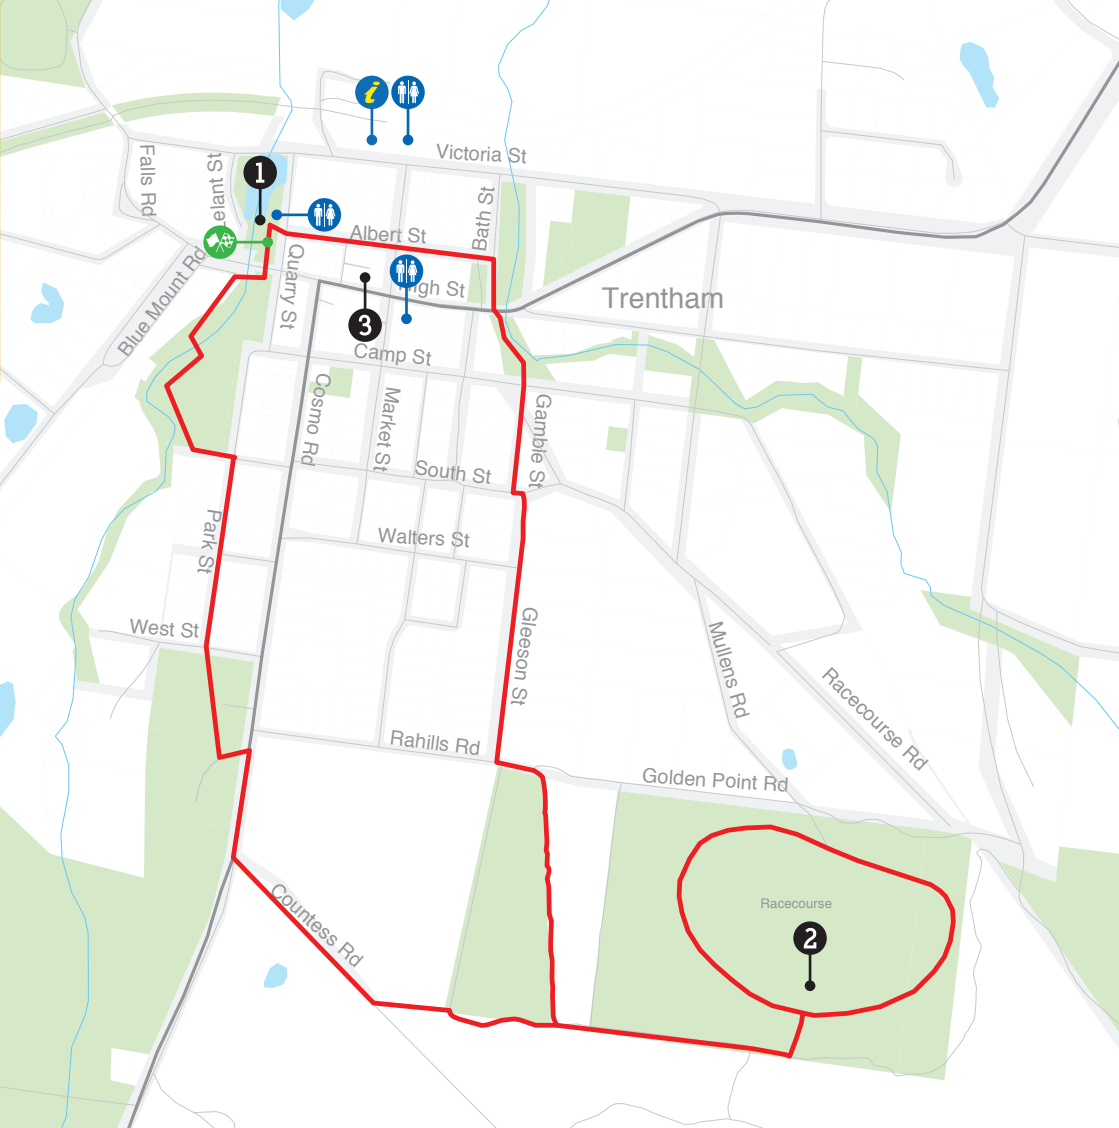 i
Victoria St
Falls Rd
elant St
1
Bath St
Albert St
Blue Mount Rd
Quarry St
High St
Trentham
3
Camp St
Cosmo Rd
Market St
Gamble St
South St
Park St
Walters St
West St
Gleeson St
Mullens Rd
Racecourse Rd
Rahills Rd
Golden Point Rd
Racecourse
2
Countess Rd